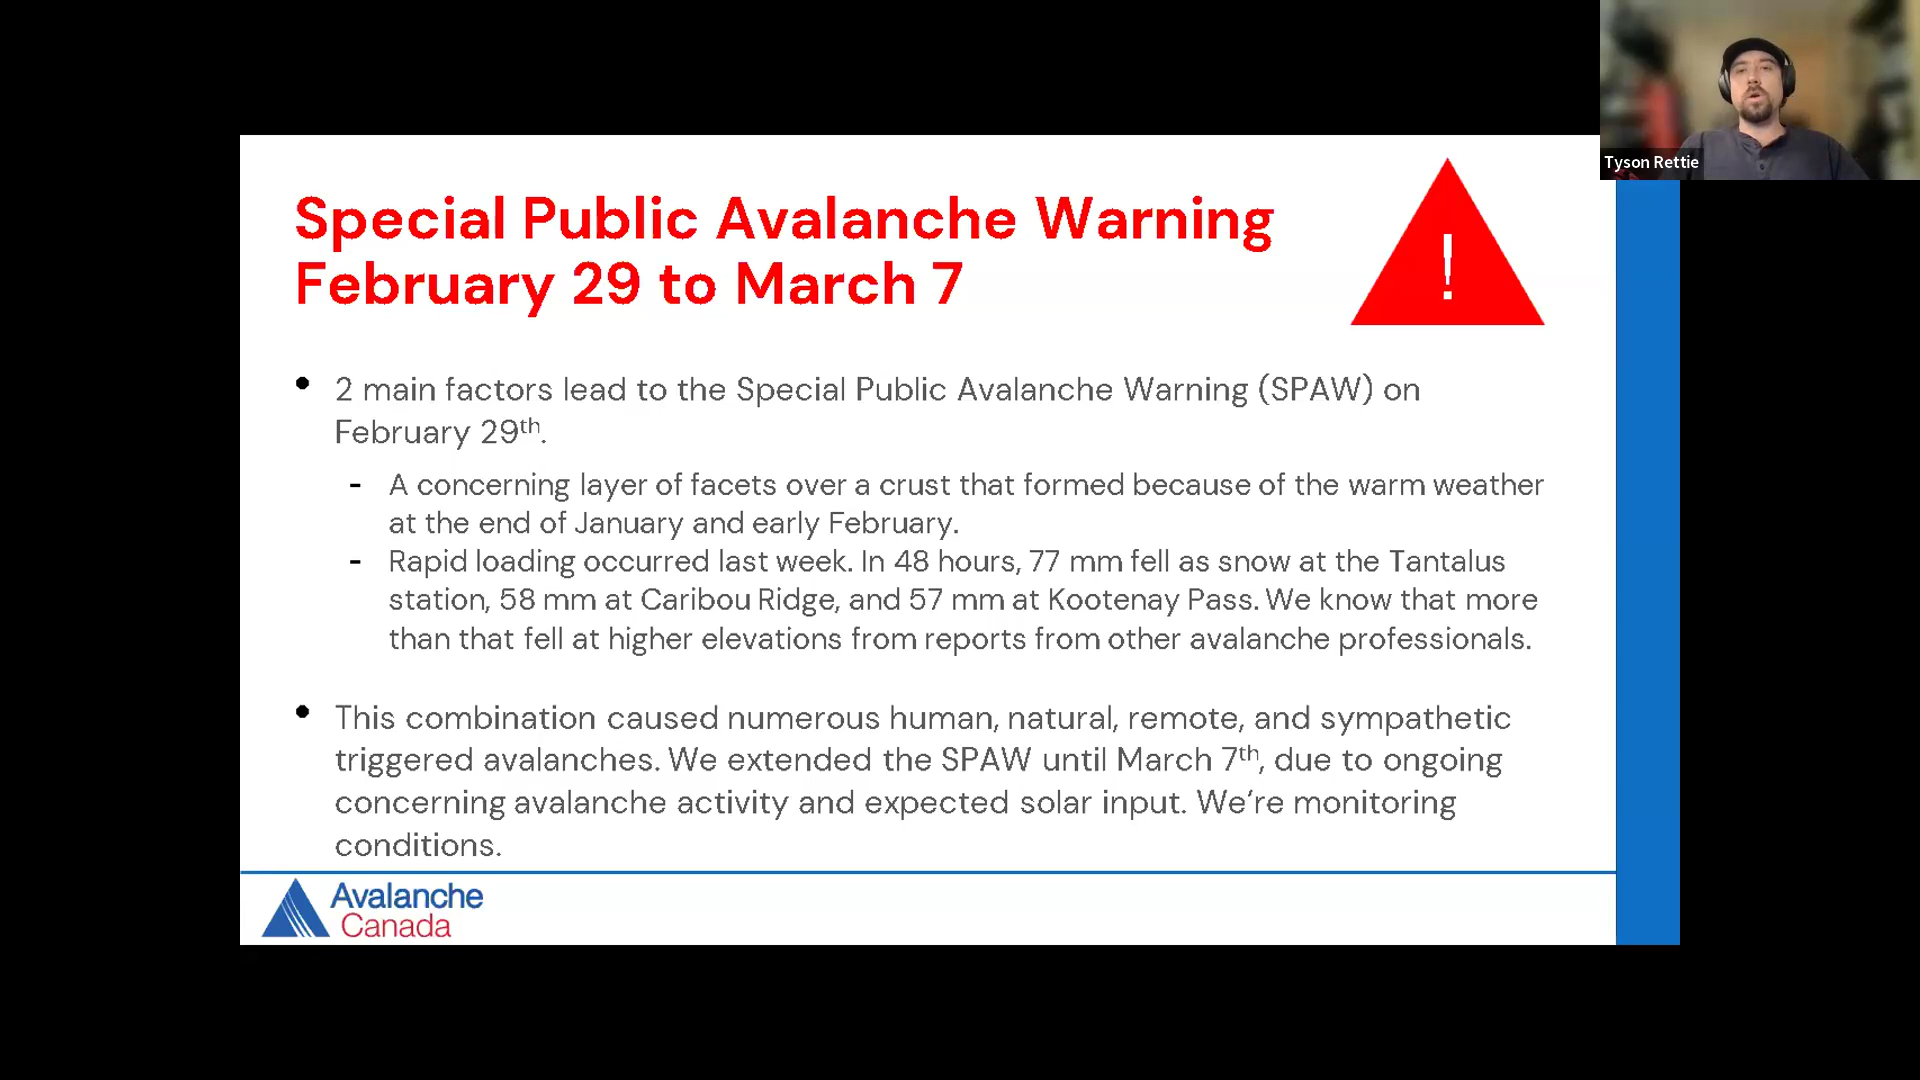 Tyson Rettie
Special Public Avalanche Warning
February 29 to March 7
!
• 2 main factors lead to the Special Public Avalanche Warning (SPAW) on
February 29th.
- A concerning layer of facets over a crust that formed because of the warm weather
at the end of January and early February.
- Rapid loading occurred last week. In 48 hours, 77 mm fell as snow at the Tantalus
station, 58 mm at Caribou Ridge, and 57 mm at Kootenay Pass. We know that more
than that fell at higher elevations from reports from other avalanche professionals.
• This combination caused numerous human, natural, remote, and sympathetic
triggered avalanches. We extended the SPAW until March 7th, due to ongoing
concerning avalanche activity and expected solar input. We’re monitoring
conditions.
Avalanche
Canada